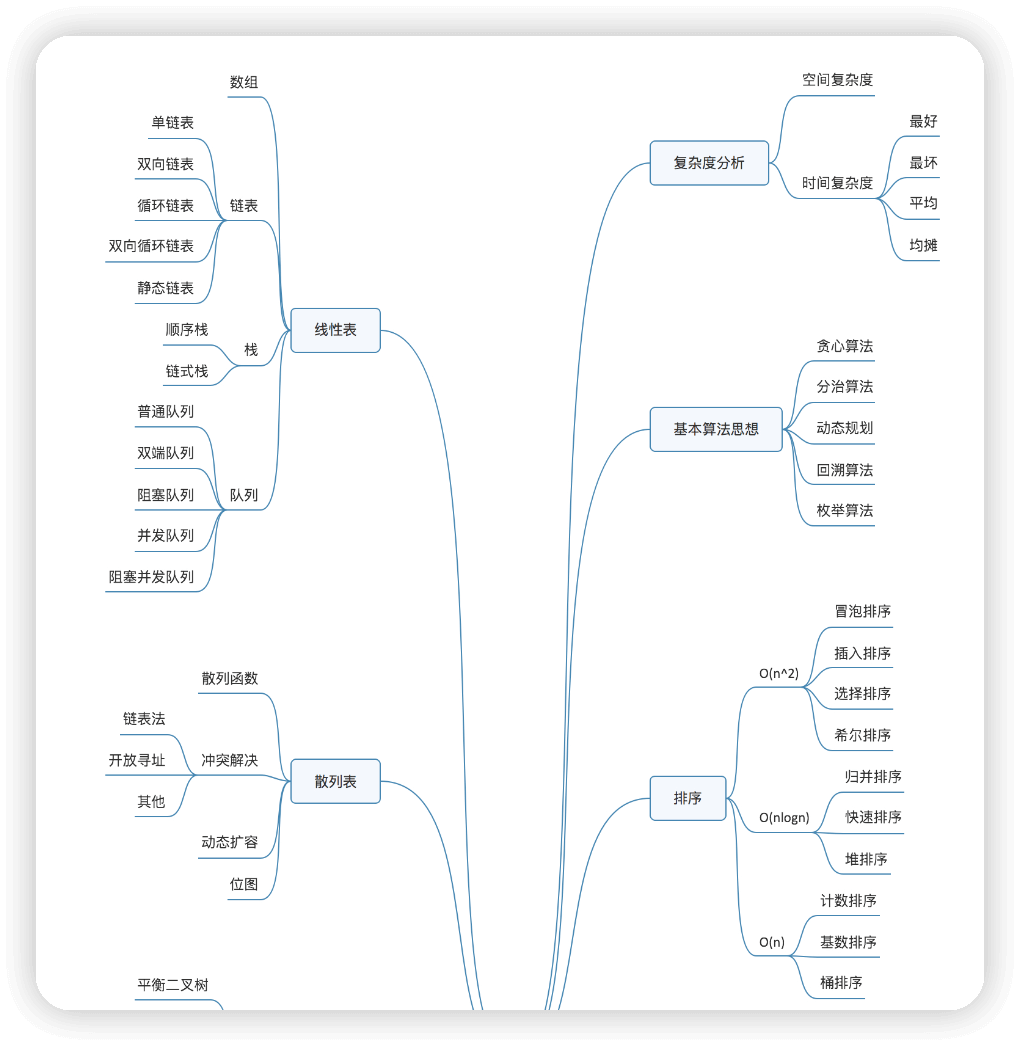 数组
单链表
双向链表
循环链表
双向循环链表
静态链表
链表
顺序栈
链式栈
栈
普通队列
双端队列
阻塞队列
并发队列
阻塞并发队列
队列
线性表
散列函数
链表法
开放寻址
其他
冲突解决
动态扩容
位图
散列表
平衡二叉树
复杂度分析
空间复杂度
时间复杂度
最好
最坏
平均
均摊
基本算法思想
贪心算法
分治算法
动态规划
回溯算法
枚举算法
排序
O(n^2)
冒泡排序
插入排序
选择排序
希尔排序
O(nlogn)
归并排序
快速排序
堆排序
O(n)
计数排序
基数排序
桶排序